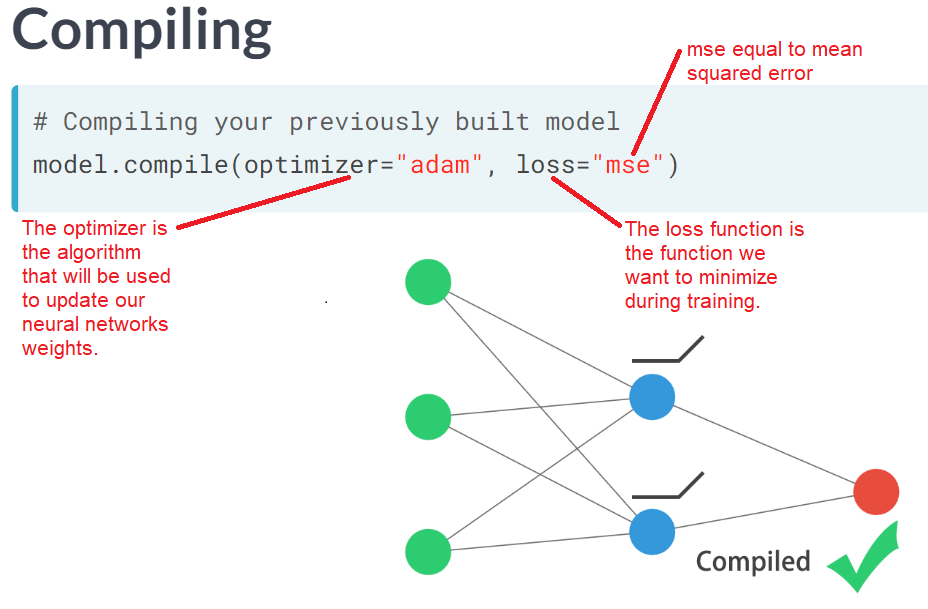 Compiling
mse equal to mean
squared error
# Compiling your previously built model
model.compile(optimizer="adam", loss="mse")
The optimizer is
the algorithm
that will be used
to update our
neural networks
weights.
The loss function is
the function we
want to minimize
during training.
Compiled